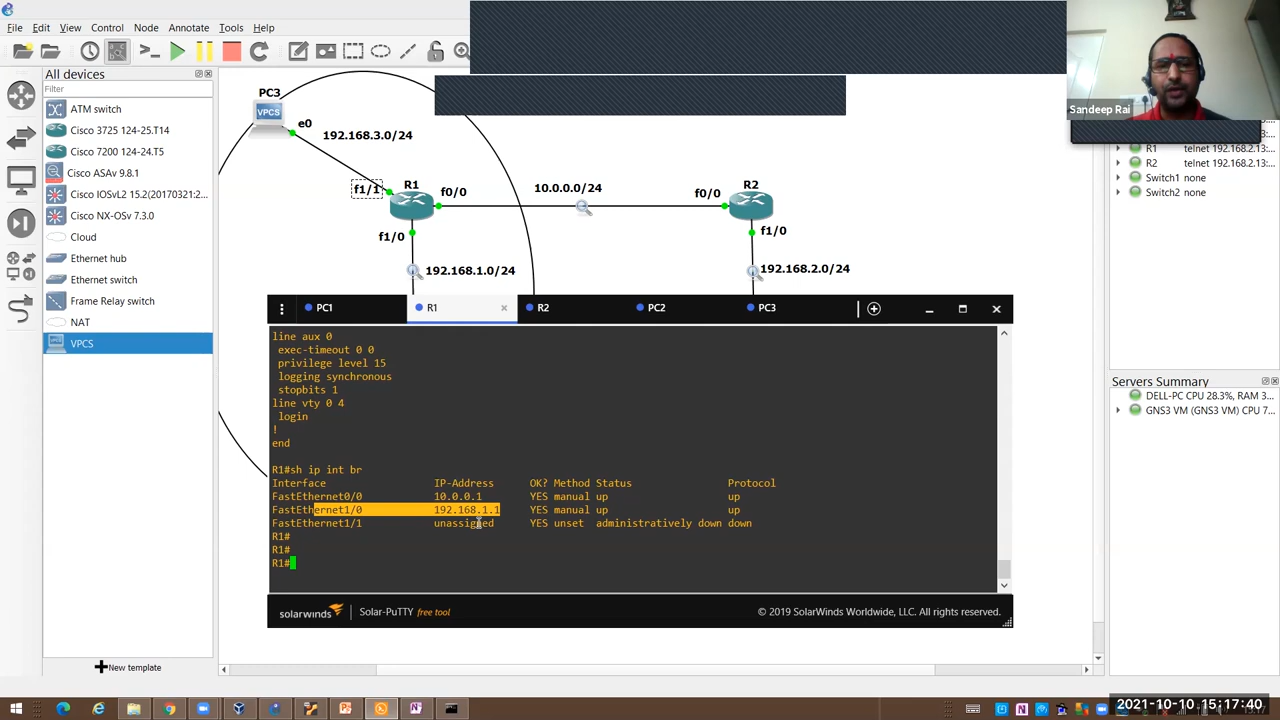 File Edit View Control Node Annotate Tools Help
All devices
Filter
ATM switch
Cisco 3725 124-25.T14
Cisco 7200 124-24.T5
Cisco ASAv 9.8.1
Cisco IOSvL2 15.2(20170321:2...
Cisco NX-OSv 7.3.0
Cloud
Ethernet hub
Ethernet switch
Frame Relay switch
NAT
VPCS
New template
PC3
VPCS
e0
192.168.3.0/24
f1/1
R1
f0/0
10.0.0.0/24
f0/0
R2
f1/0
192.168.1.0/24
f1/0
192.168.2.0/24
Sandeep Rai
R1 telnet 192.168.2.13:...
R2 telnet 192.168.2.13:...
Switch1 none
Switch2 none
Servers Summary
DELL-PC CPU 28.3%, RAM 3...
GNS3 VM (GNS3 VM) CPU 7...
PC1
R1
R2
PC2
PC3
line aux 0
exec-timeout 0 0
privilege level 15
logging synchronous
stopbits 1
line vty 0 4
login
!
end
R1#sh ip int br
Interface IP-Address OK? Method Status Protocol
FastEthernet0/0 10.0.0.1 YES manual up up
FastEthernet1/0 192.168.1.1 YES manual up up
FastEthernet1/1 unassigned YES unset administratively down down
R1#
R1#
R1#
solarwinds
Solar-PuTTY free tool
© 2019 SolarWinds Worldwide, LLC. All rights reserved.
2021-10-10 15:17:40